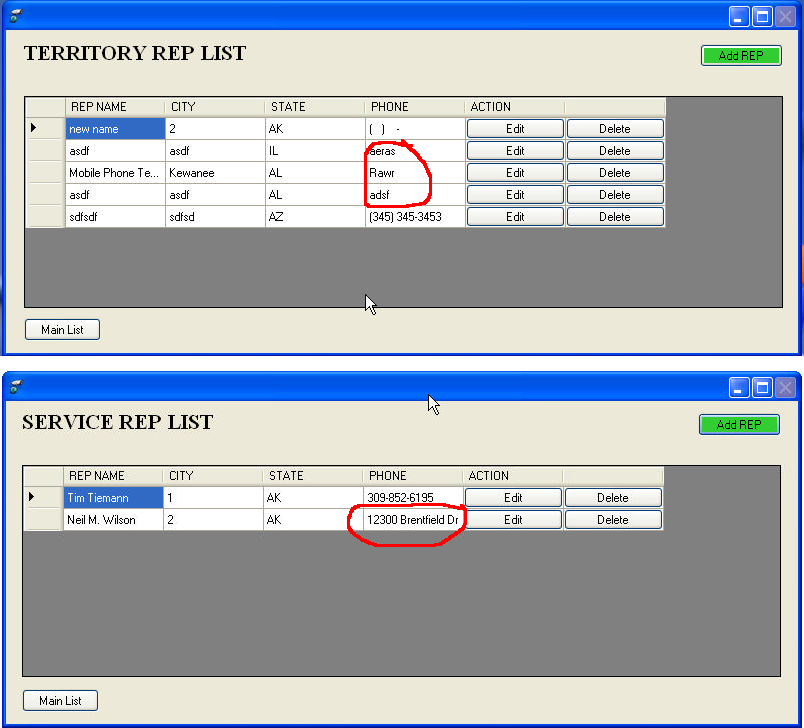 TERRITORY REP LIST
Add REP
REP NAME CITY STATE PHONE ACTION
new name 2 AK ( ) - Edit Delete
asdf asdf IL aeras Edit Delete
Mobile Phone Te... Kewanee AL Rawr Edit Delete
asdf asdf AL adsf Edit Delete
sdfsdf sdfsd AZ (345) 345-3453 Edit Delete
Main List
SERVICE REP LIST
Add REP
REP NAME CITY STATE PHONE ACTION
Tim Tiemann 1 AK 309-852-6195 Edit Delete
Neil M. Wilson 2 AK 12300 Brentfield Dr Edit Delete
Main List